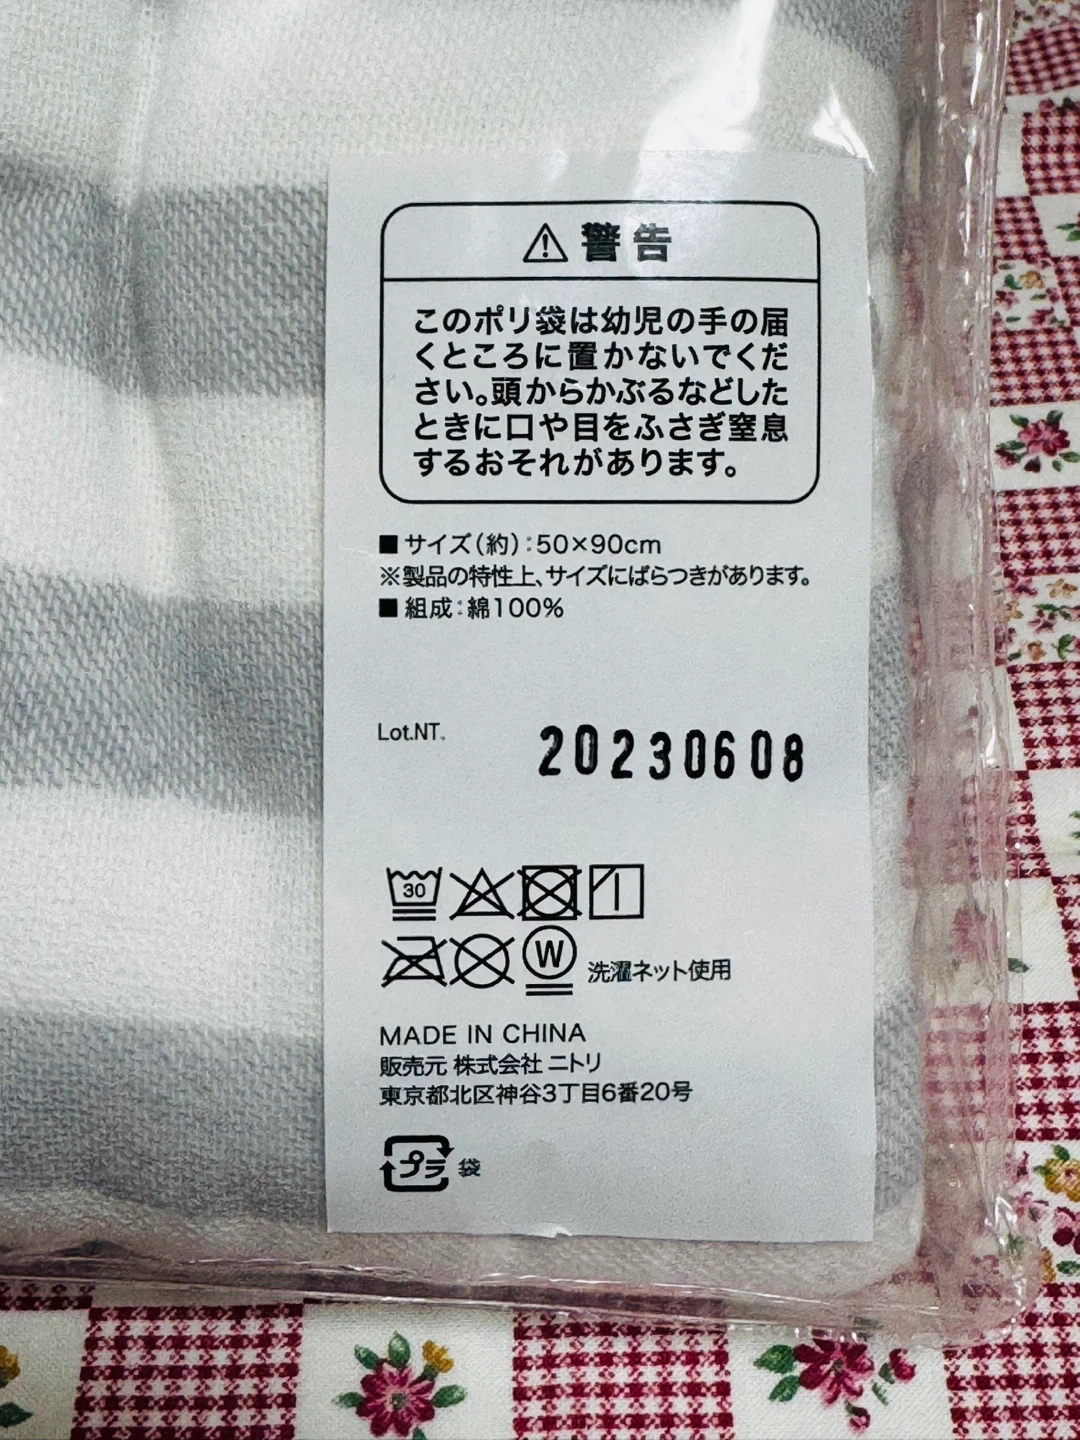 警告
このポリ袋は幼児の手の届
くところに置かないでくだ
さい。頭からかぶるなどした
ときに口や目をふさぎ窒息
するおそれがあります。
■サイズ(約):50×90cm
※製品の特性上、サイズにばらつきがあります。
■組成:綿100%
Lot.NT. 20230608
30
W 洗濯ネット使用
MADE IN CHINA
販売元 株式会社 ニトリ
東京都北区神谷3丁目6番20号
プラ 袋